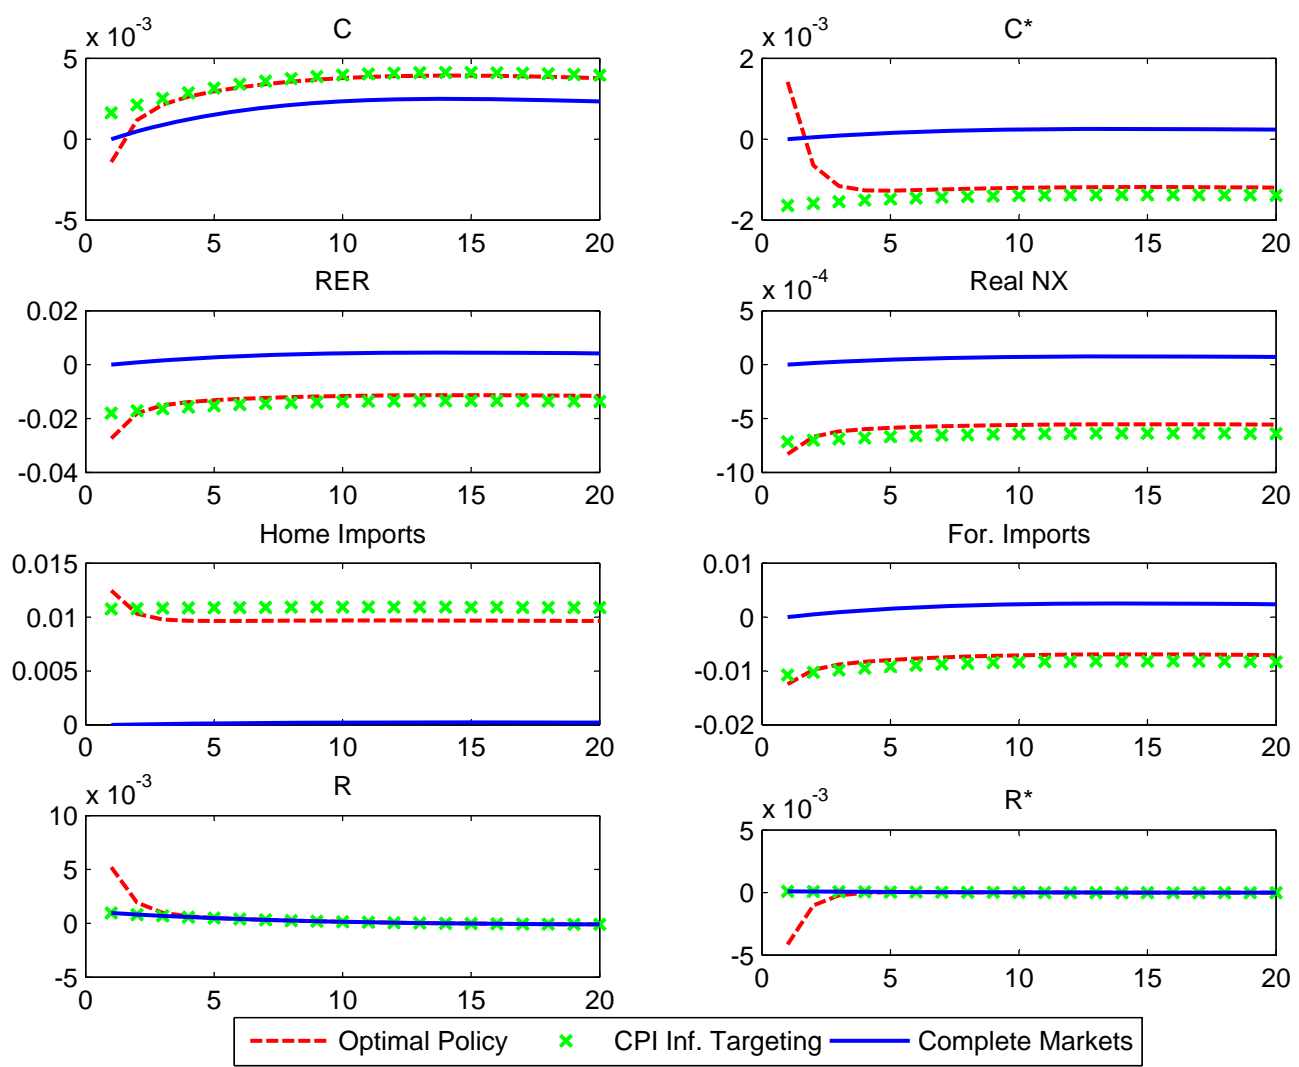 C
x 10-3
5
0
-5
0 5 10 15 20
C*
x 10-3
2
0
-2
0 5 10 15 20
RER
0.02
0
-0.02
-0.04
0 5 10 15 20
Real NX
x 10-4
5
0
-5
-10
0 5 10 15 20
Home Imports
0.015
0.01
0.005
0
0 5 10 15 20
For. Imports
0.01
0
-0.01
-0.02
0 5 10 15 20
R
x 10-3
10
5
0
-5
0 5 10 15 20
R*
x 10-3
5
0
-5
0 5 10 15 20
Optimal Policy CPI Inf. Targeting Complete Markets